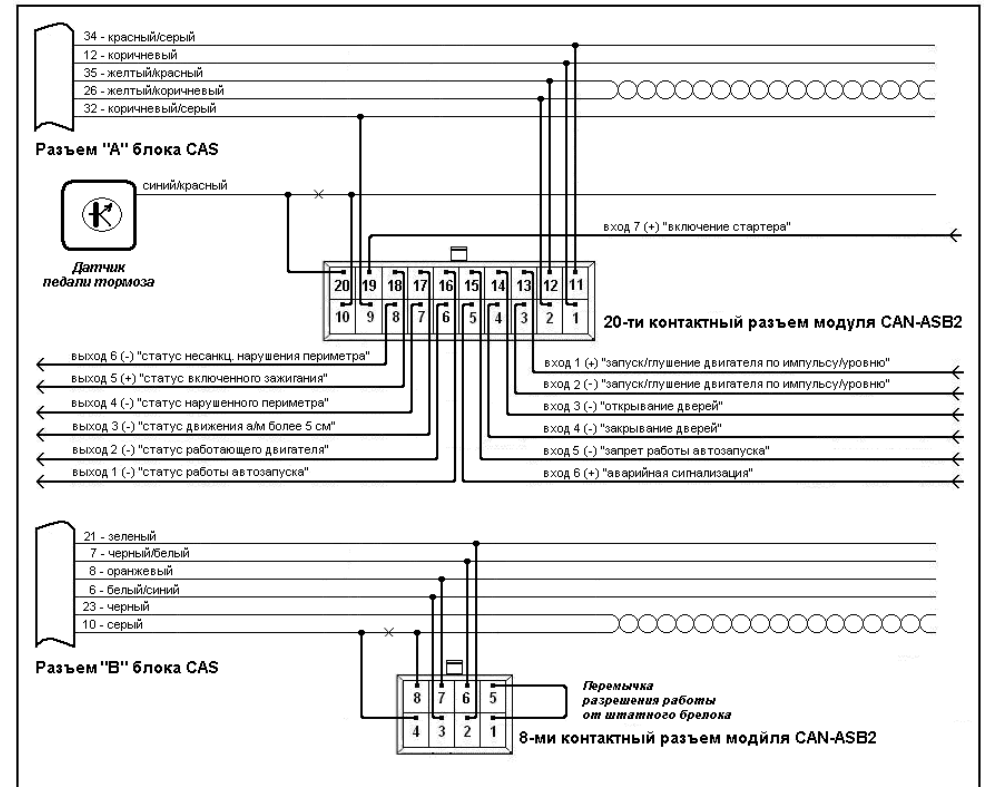 34 - красный/серый
12 - коричневый
35 - желтый/красный
26 - желтый/коричневый
32 - коричневый/серый
Разъем "А" блока CAS
синий/красный
Датчик
педали тормоза
вход 7 (+) "включение стартера"
20 19 18 17 16 15 14 13 12 11
10 9 8 7 6 5 4 3 2 1
20-ти контактный разъем модуля CAN-ASB2
выход 6 (-) "статус несанкц. нарушения периметра"
выход 5 (+) "статус включенного зажигания"
выход 4 (-) "статус нарушенного периметра"
выход 3 (-) "статус движения а/м более 5 см"
выход 2 (-) "статус работающего двигателя"
выход 1 (-) "статус работы автозапуска"
вход 1 (+) "запуск/глушение двигателя по импульсу/уровню"
вход 2 (-) "запуск/глушение двигателя по импульсу/уровню"
вход 3 (-) "открывание дверей"
вход 4 (-) "закрывание дверей"
вход 5 (-) "запрет работы автозапуска"
вход 6 (+) "аварийная сигнализация"
21 - зеленый
7 - черный/белый
8 - оранжевый
6 - белый/синий
23 - черный
10 - серый
Разъем "В" блока CAS
8 7 6 5
4 3 2 1
Перемычка
разрешения работы
от штатного брелока
8-ми контактный разъем модйля CAN-ASB2